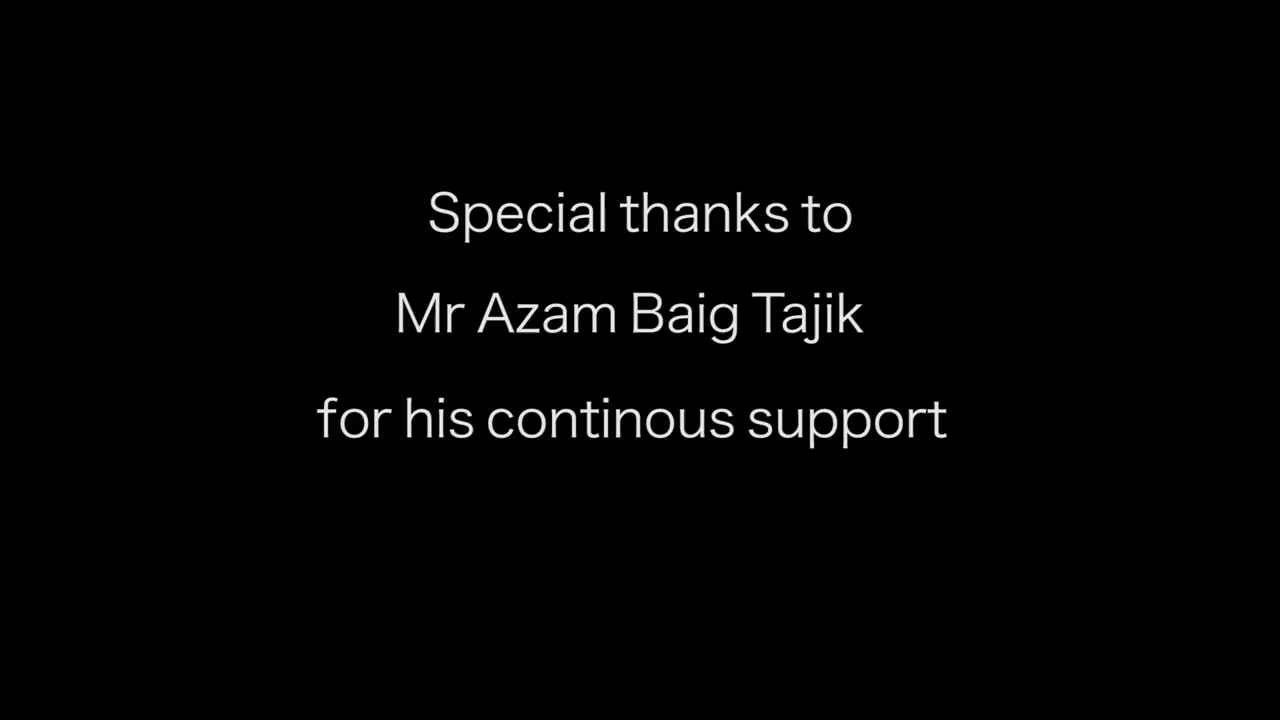 Special thanks to
Mr Azam Baig Tajik
for his continous support